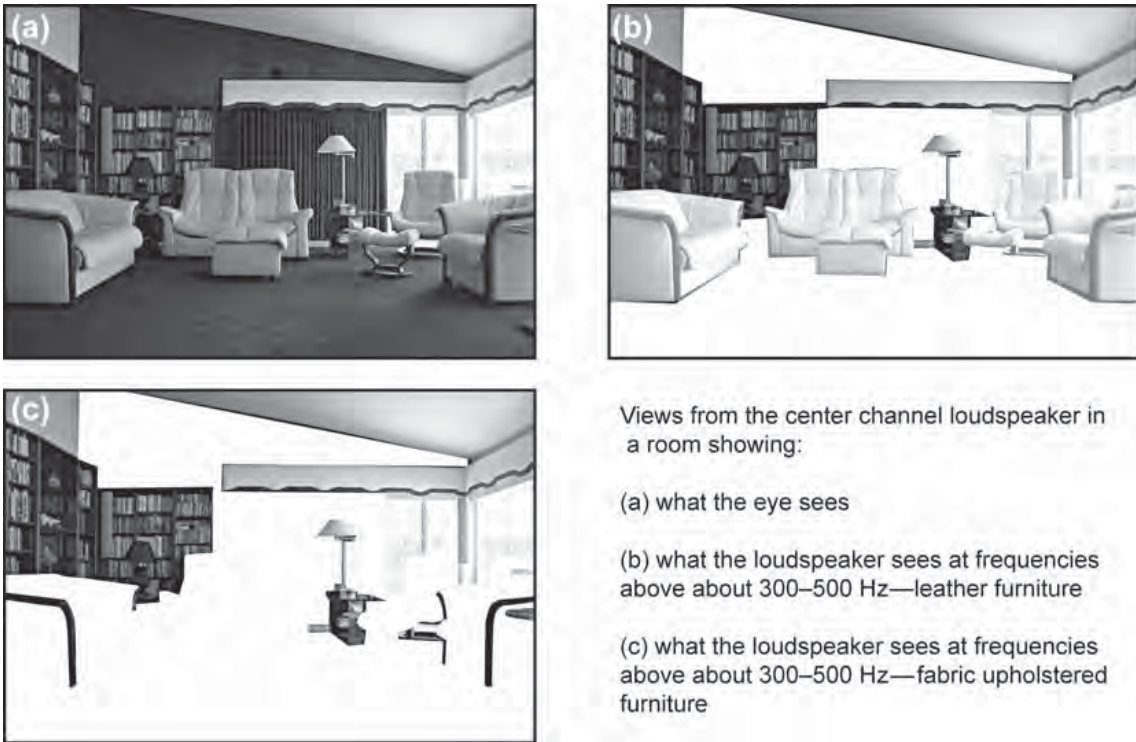 (a)
(b)
(c)
Views from the center channel loudspeaker in
a room showing:
(a) what the eye sees
(b) what the loudspeaker sees at frequencies
above about 300–500 Hz—leather furniture
(c) what the loudspeaker sees at frequencies
above about 300–500 Hz—fabric upholstered
furniture